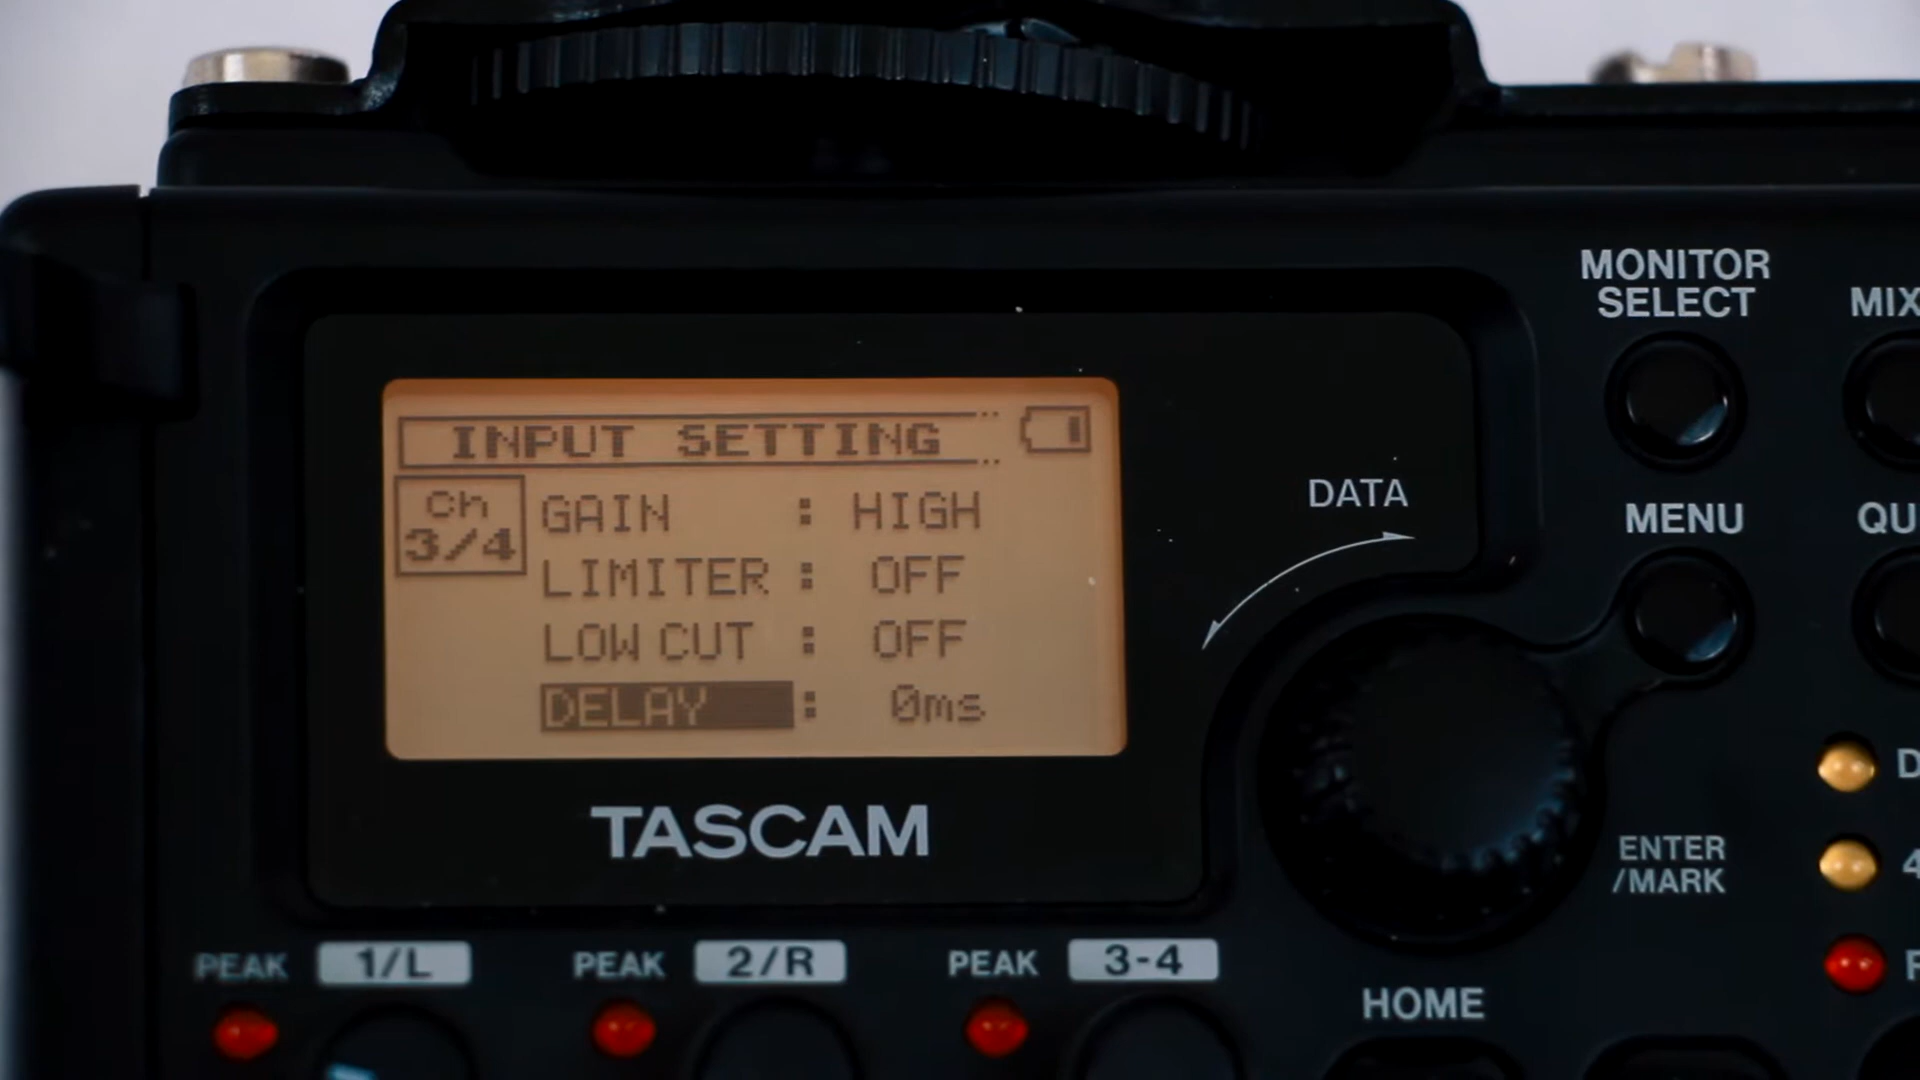 INPUT SETTING
Ch
3/4
GAIN : HIGH
LIMITER : OFF
LOW CUT : OFF
DELAY : 0ms
TASCAM
MONITOR
SELECT
MIX
DATA
MENU
QU
ENTER
/MARK
D
4
PEAK 1/L PEAK 2/R PEAK 3-4
HOME